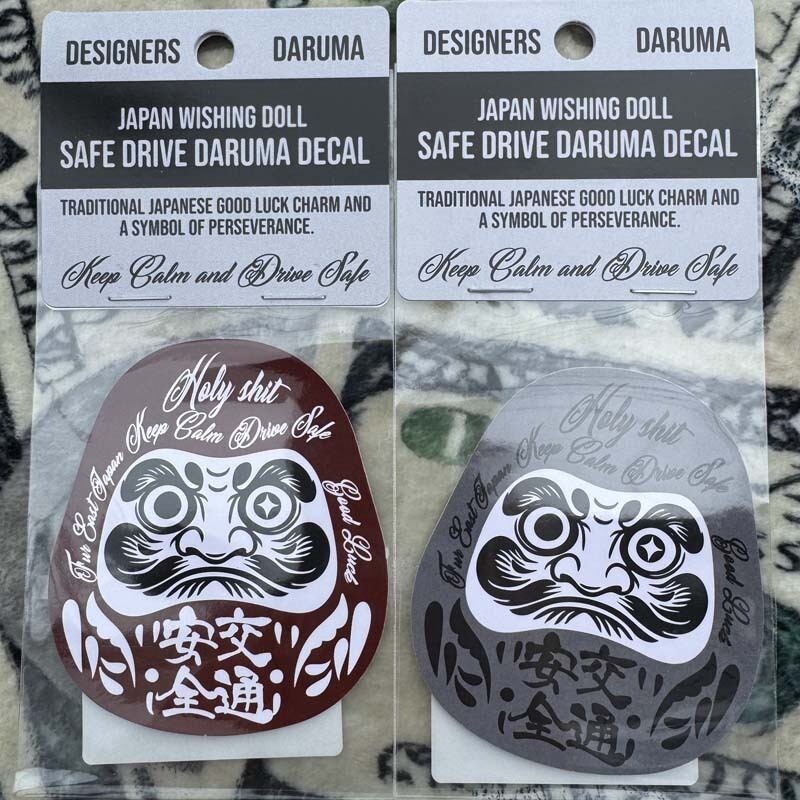 DESIGNERS DARUMA
JAPAN WISHING DOLL
SAFE DRIVE DARUMA DECAL
TRADITIONAL JAPANESE GOOD LUCK CHARM AND
A SYMBOL OF PERSEVERANCE.
Keep Calm and Drive Safe
Holy shit
Keep Calm Drive Safe
Fur East Japan
Good Luck
安交
全通
DESIGNERS DARUMA
JAPAN WISHING DOLL
SAFE DRIVE DARUMA DECAL
TRADITIONAL JAPANESE GOOD LUCK CHARM AND
A SYMBOL OF PERSEVERANCE.
Keep Calm and Drive Safe
Holy shit
Keep Calm Drive Safe
Fur East Japan
Good Luck
安交
全通